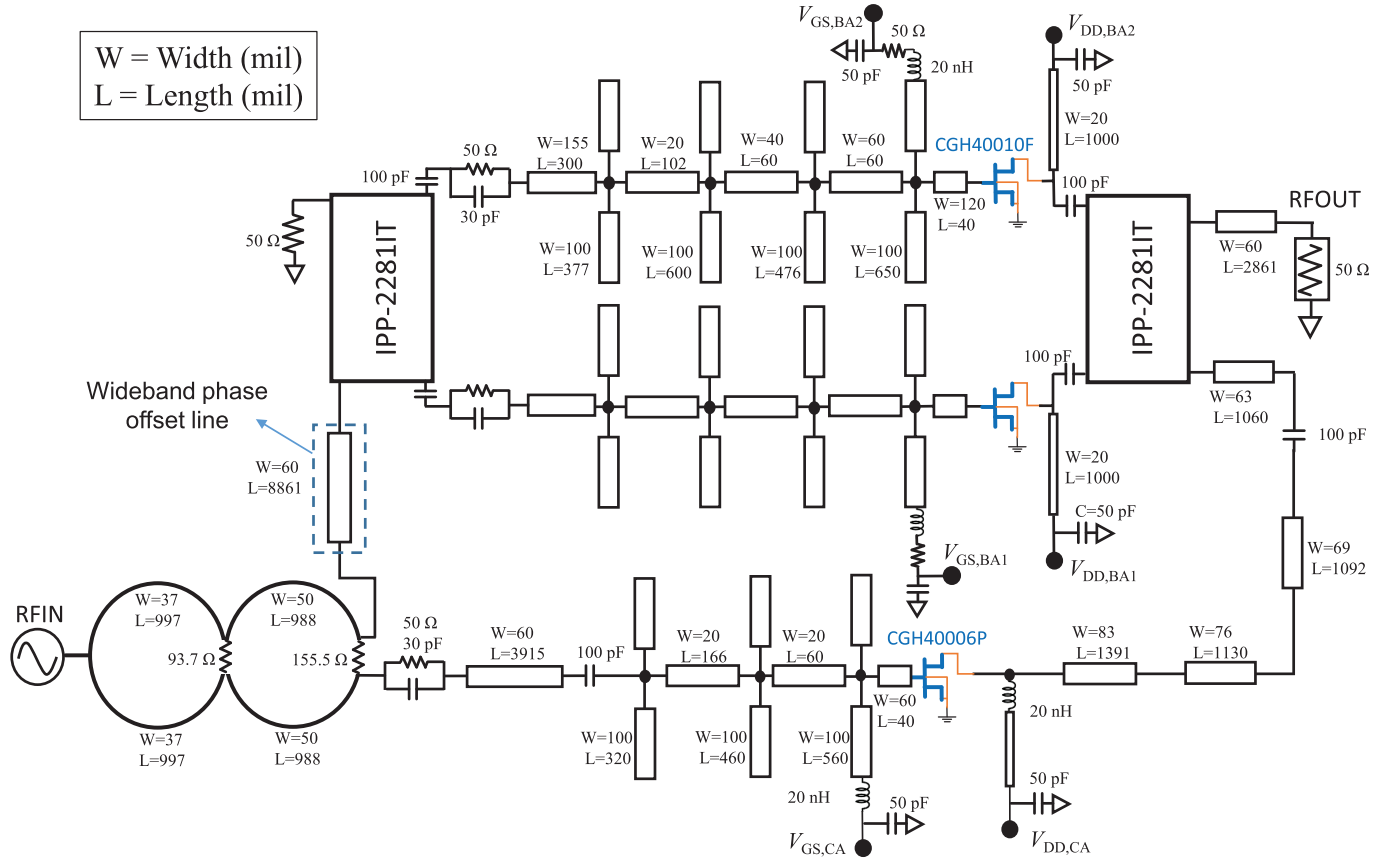 W = Width (mil)
L = Length (mil)
V_GS,BA2
50 Ω
50 pF
20 nH
V_DD,BA2
50 pF
W=20
L=1000
CGH40010F
100 pF
50 Ω
30 pF
W=155
L=300
W=20
L=102
W=40
L=60
W=60
L=60
W=120
L=40
100 pF
RFOUT
50 Ω
IPP-2281IT
W=100
L=377
W=100
L=600
W=100
L=476
W=100
L=650
IPP-2281IT
W=60
L=2861
50 Ω
100 pF
W=63
L=1060
100 pF
Wideband phase
offset line
W=60
L=8861
W=20
L=1000
C=50 pF
V_DD,BA1
V_GS,BA1
W=69
L=1092
RFIN
W=37
L=997
W=50
L=988
93.7 Ω
155.5 Ω
W=37
L=997
W=50
L=988
50 Ω
30 pF
W=60
L=3915
100 pF
W=20
L=166
W=20
L=60
CGH40006P
W=60
L=40
W=83
L=1391
W=76
L=1130
W=100
L=320
W=100
L=460
W=100
L=560
20 nH
50 pF
V_GS,CA
20 nH
50 pF
V_DD,CA